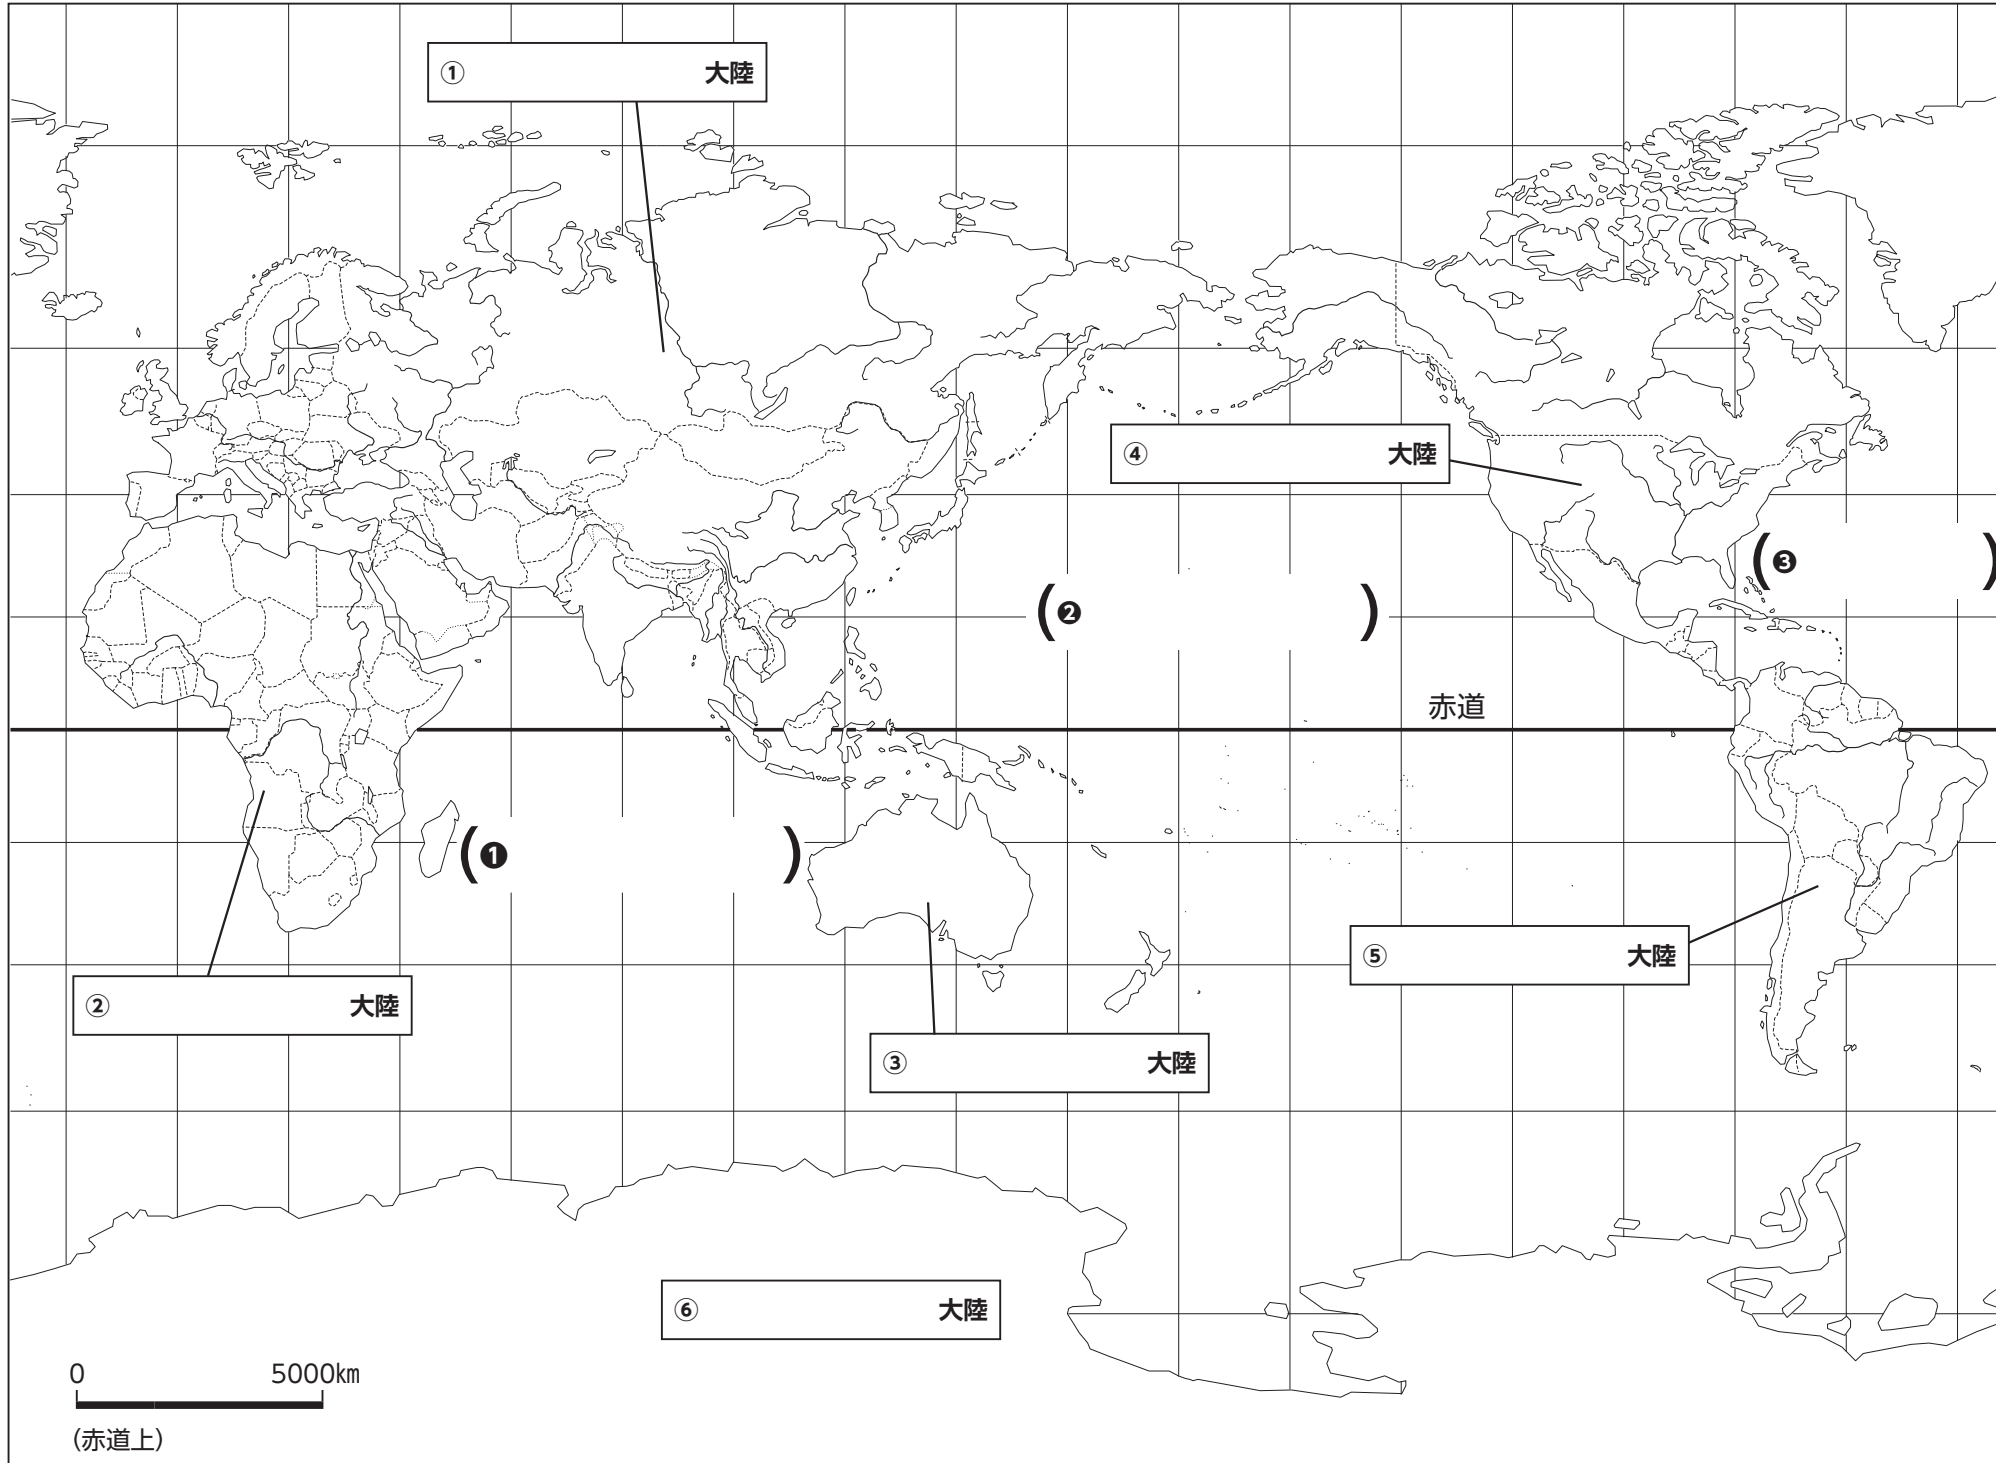 ① 大陸
④ 大陸
(❸ )
(❷ )
赤道
(❶ )
⑤ 大陸
② 大陸
③ 大陸
⑥ 大陸
0 5000㎞
(赤道上)